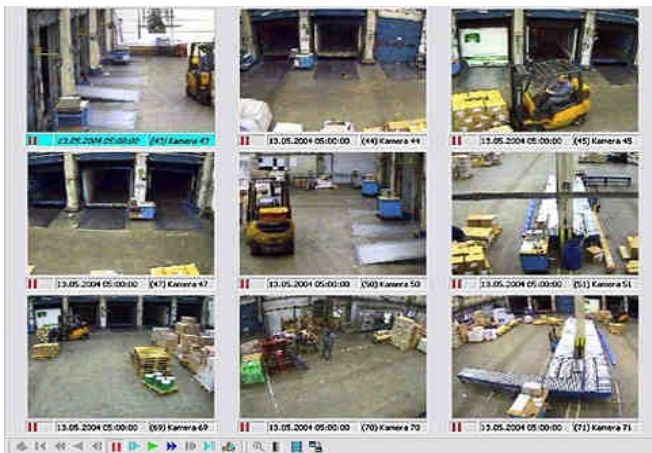 13.05.2004 05:00:00 (43) Kamera 43
13.05.2004 05:00:00 (44) Kamera 44
13.05.2004 05:00:00 (45) Kamera 45
13.05.2004 05:00:00 (47) Kamera 47
13.05.2004 05:00:00 (50) Kamera 50
13.05.2004 05:00:00 (51) Kamera 51
13.05.2004 05:00:00 (69) Kamera 69
13.05.2004 05:00:00 (70) Kamera 70
13.05.2004 05:00:00 (71) Kamera 71